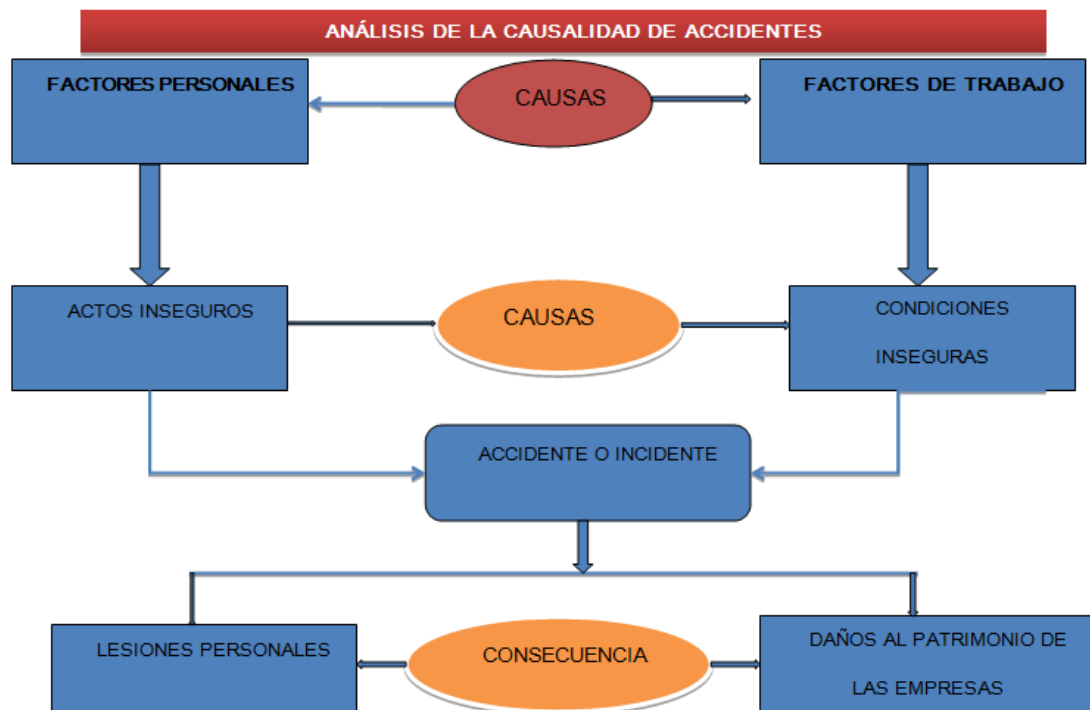 ANÁLISIS DE LA CAUSALIDAD DE ACCIDENTES
FACTORES PERSONALES
CAUSAS
FACTORES DE TRABAJO
ACTOS INSEGUROS
CAUSAS
CONDICIONES
INSEGURAS
ACCIDENTE O INCIDENTE
LESIONES PERSONALES
CONSECUENCIA
DAÑOS AL PATRIMONIO DE
LAS EMPRESAS